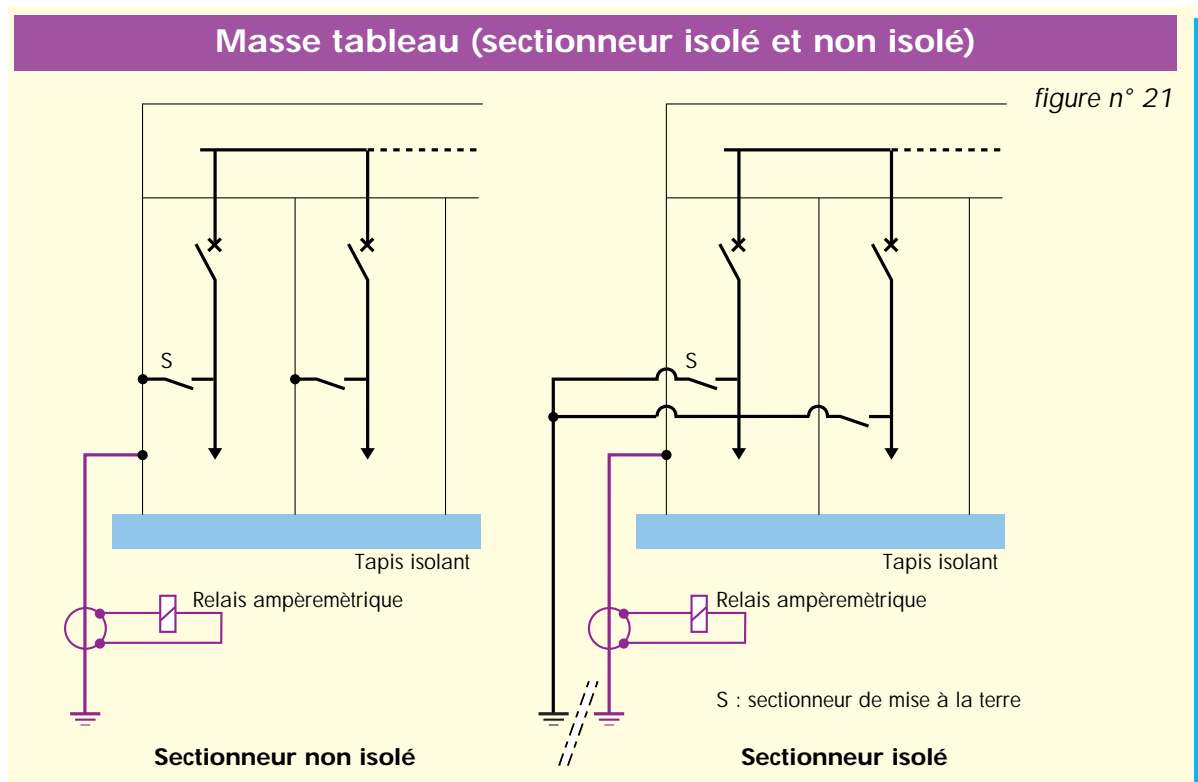 Masse tableau (sectionneur isolé et non isolé)
figure n° 21
S
S
Tapis isolant
Tapis isolant
Relais ampèremètrique
Relais ampèremètrique
S : sectionneur de mise à la terre
Sectionneur non isolé
Sectionneur isolé